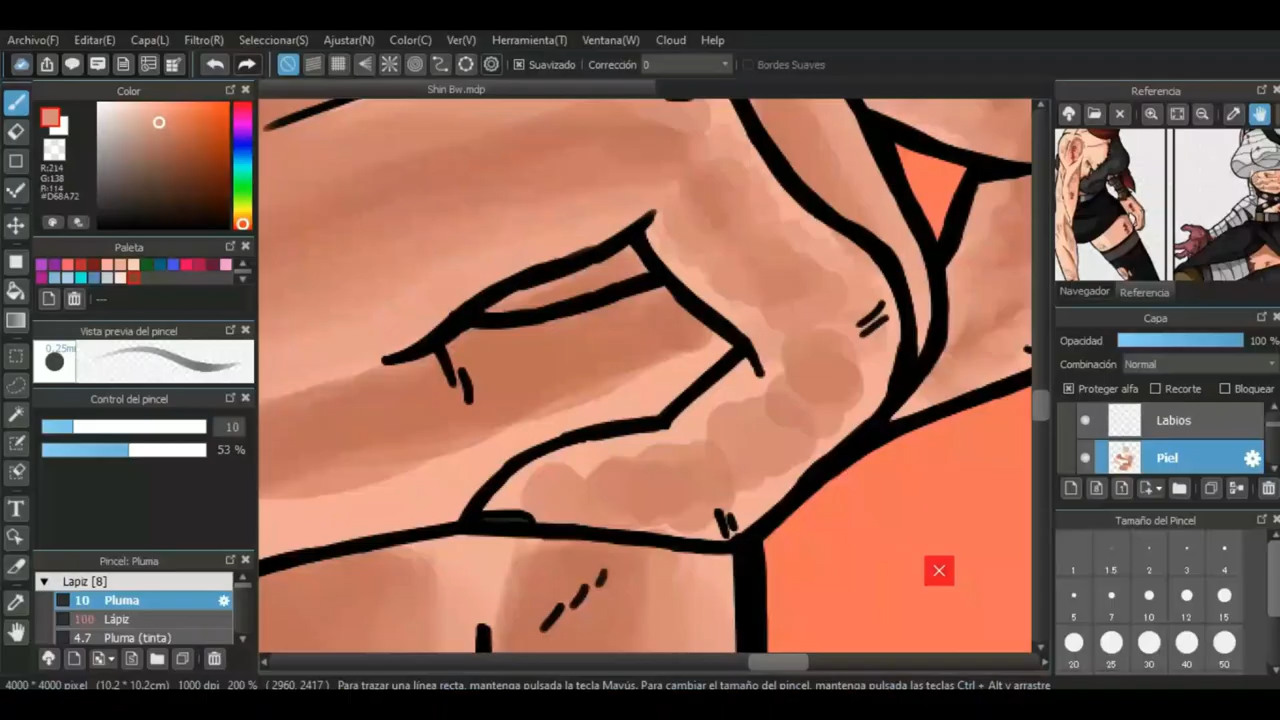 Archivo(F) Editar(E) Capa(L) Filtro(R) Seleccionar(S) Ajustar(N) Color(C) Ver(V) Herramienta(T) Ventana(W) Cloud Help
Suavizado Corrección 0 Bordes Suaves
Color
Shin Bw.mdp
Referencia
R:214
G:138
B:114
#D68A72
Paleta
---
Navegador Referencia
Vista previa del pincel
0.25m
Capa
Opacidad 100 %
Combinación Normal
Proteger alfa Recorte Bloquear
Control del pincel
10
53 %
Labios
Piel
Tamaño del Pincel
1 1.5 2 3 4
5 7 10 12 15
20 25 30 40 50
Pincel: Pluma
Lapiz [8]
10 Pluma
100 Lápiz
4.7 Pluma (tinta)
4000 * 4000 pixel (10.2 * 10.2cm) 1000 dpi 200 % ( 2960, 2417 ) Para trazar una línea recta, mantenga pulsada la tecla Mayús. Para cambiar el tamaño del pincel, mantenga pulsadas las teclas Ctrl + Alt y arrastre